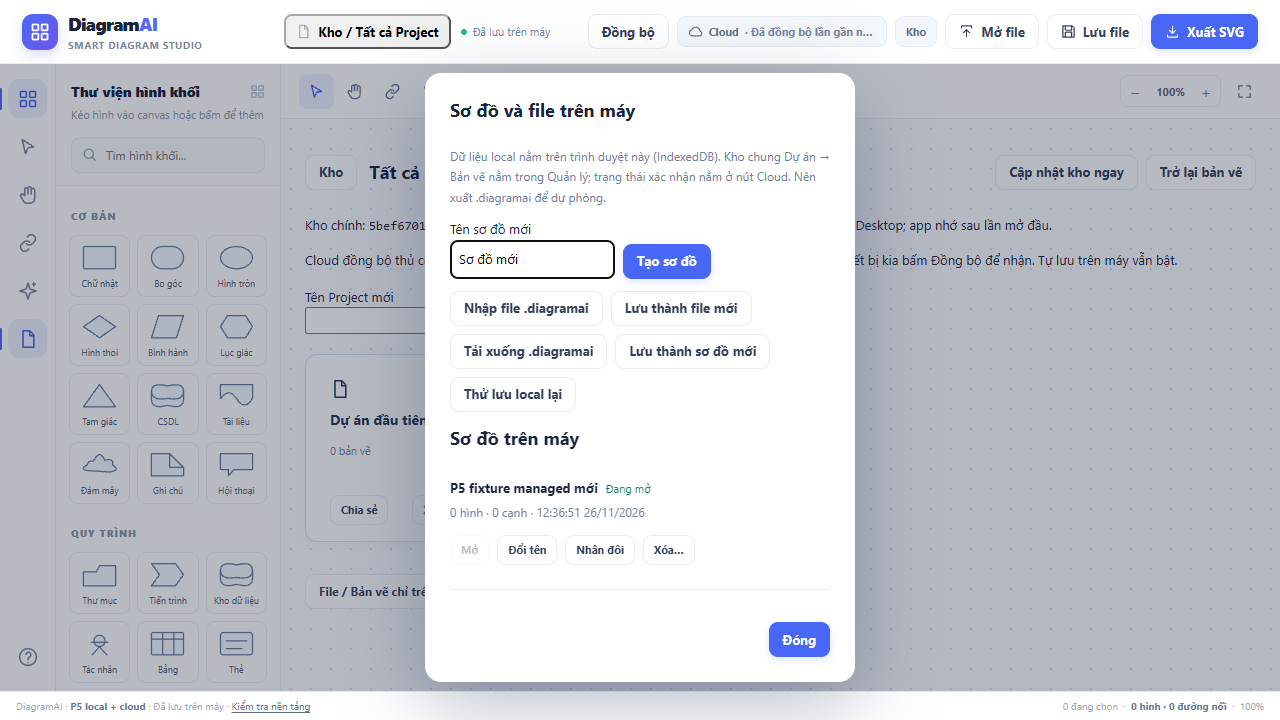 DiagramAI
SMART DIAGRAM STUDIO
Kho / Tất cả Project
Đã lưu trên máy
Đồng bộ
Cloud · Đã đồng bộ lần gần n...
Kho
Mở file
Lưu file
Xuất SVG
Thư viện hình khối
Kéo hình vào canvas hoặc bấm để thêm
Tìm hình khối...
CƠ BẢN
Chữ nhật
Bo góc
Hình tròn
Hình thoi
Bình hành
Lục giác
Tam giác
CSDL
Tài liệu
Đám mây
Ghi chú
Hội thoại
QUY TRÌNH
Thư mục
Tiến trình
Kho dữ liệu
Tác nhân
Bảng
Thẻ
− 100% +
Kho
Tất cả
Cập nhật kho ngay
Trở lại bản vẽ
Kho chính: 5bef6701
Desktop; app nhớ sau lần mở đầu.
Cloud đồng bộ thủ
bị kia bấm Đồng bộ để nhận. Tự lưu trên máy vẫn bật.
Tên Project mới
Dự án đầu tiên
0 bản vẽ
Chia sẻ
File / Bản vẽ chỉ
Sơ đồ và file trên máy
Dữ liệu local nằm trên trình duyệt này (IndexedDB). Kho chung Dự án →
Bản vẽ nằm trong Quản lý; trạng thái xác nhận nằm ở nút Cloud. Nên
xuất .diagramai để dự phòng.
Tên sơ đồ mới
Sơ đồ mới
Tạo sơ đồ
Nhập file .diagramai
Lưu thành file mới
Tải xuống .diagramai
Lưu thành sơ đồ mới
Thử lưu local lại
Sơ đồ trên máy
P5 fixture managed mới Đang mở
0 hình · 0 cạnh · 12:36:51 26/11/2026
Mở
Đổi tên
Nhân đôi
Xóa...
Đóng
DiagramAI · P5 local + cloud · Đã lưu trên máy · Kiểm tra nền tảng
0 đang chọn · 0 hình · 0 đường nối · 100%